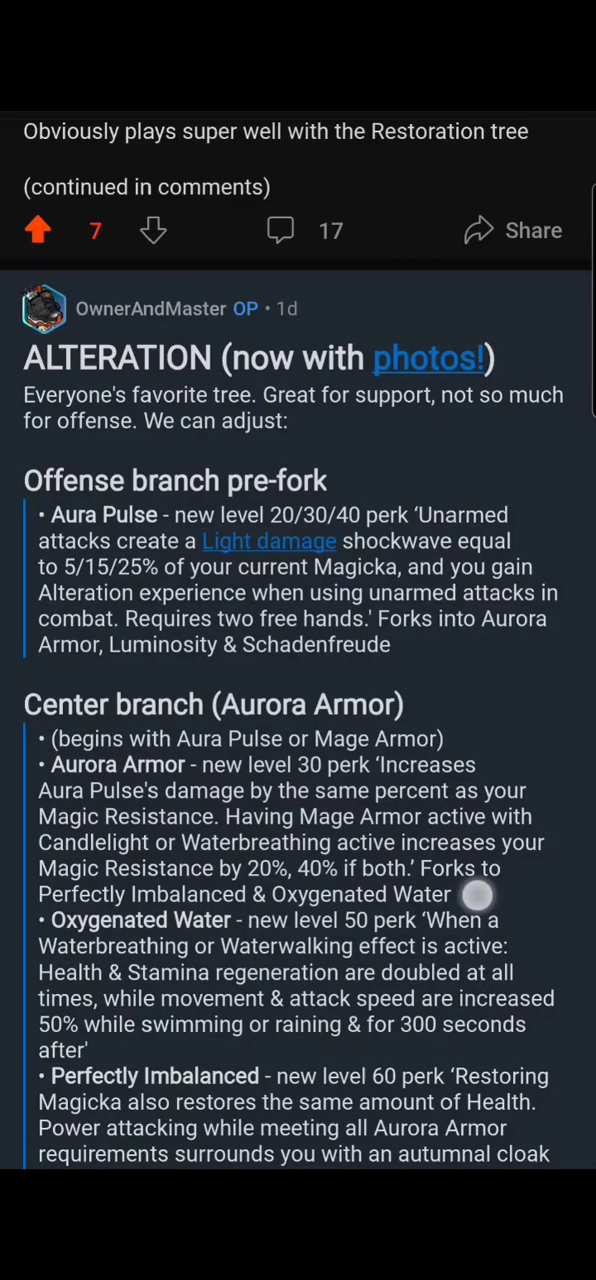 Obviously plays super well with the Restoration tree
(continued in comments)
7 17 Share
OwnerAndMaster OP • 1d
ALTERATION (now with photos!)
Everyone's favorite tree. Great for support, not so much
for offense. We can adjust:
Offense branch pre-fork
• Aura Pulse - new level 20/30/40 perk ‘Unarmed
attacks create a Light damage shockwave equal
to 5/15/25% of your current Magicka, and you gain
Alteration experience when using unarmed attacks in
combat. Requires two free hands.' Forks into Aurora
Armor, Luminosity & Schadenfreude
Center branch (Aurora Armor)
• (begins with Aura Pulse or Mage Armor)
• Aurora Armor - new level 30 perk ‘Increases
Aura Pulse's damage by the same percent as your
Magic Resistance. Having Mage Armor active with
Candlelight or Waterbreathing active increases your
Magic Resistance by 20%, 40% if both.’ Forks to
Perfectly Imbalanced & Oxygenated Water
• Oxygenated Water - new level 50 perk ‘When a
Waterbreathing or Waterwalking effect is active:
Health & Stamina regeneration are doubled at all
times, while movement & attack speed are increased
50% while swimming or raining & for 300 seconds
after'
• Perfectly Imbalanced - new level 60 perk ‘Restoring
Magicka also restores the same amount of Health.
Power attacking while meeting all Aurora Armor
requirements surrounds you with an autumnal cloak